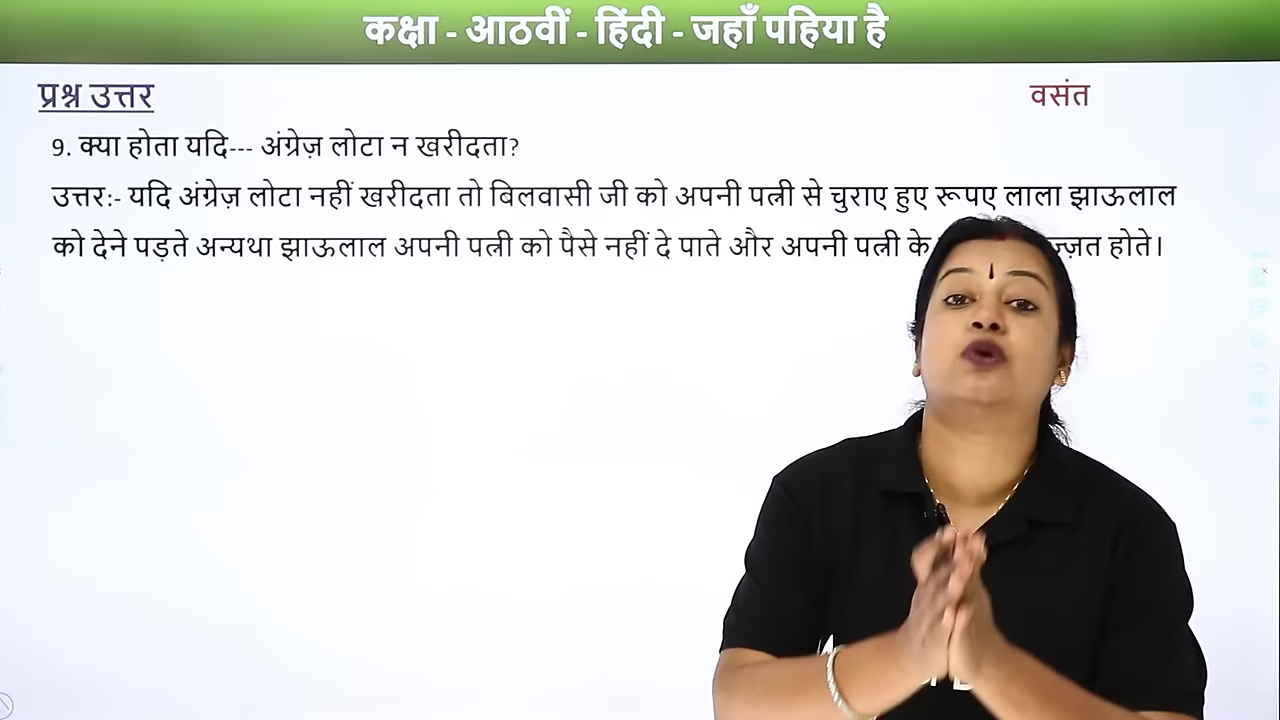 कक्षा - आठवीं - हिंदी - जहाँ पहिया है
प्रश्न उत्तर
वसंत
9. क्या होता यदि--- अंग्रेज़ लोटा न खरीदता?
उत्तर:- यदि अंग्रेज़ लोटा नहीं खरीदता तो बिलवासी जी को अपनी पत्नी से चुराए हुए रूपए लाला झाऊलाल
को देने पड़ते अन्यथा झाऊलाल अपनी पत्नी को पैसे नहीं दे पाते और अपनी पत्नी के होते।